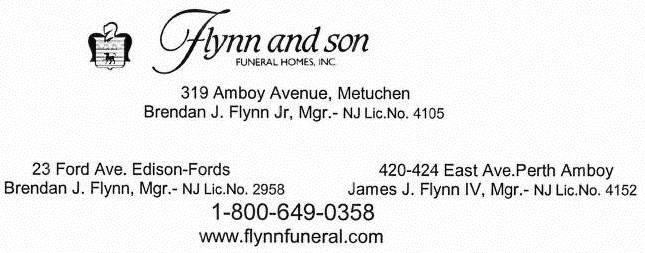 Flynn and son
FUNERAL HOMES, INC.
319 Amboy Avenue, Metuchen
Brendan J. Flynn Jr, Mgr.- NJ Lic.No. 4105
23 Ford Ave. Edison-Fords
Brendan J. Flynn, Mgr.- NJ Lic.No. 2958
420-424 East Ave.Perth Amboy
James J. Flynn IV, Mgr.- NJ Lic.No. 4152
1-800-649-0358
www.flynnfuneral.com